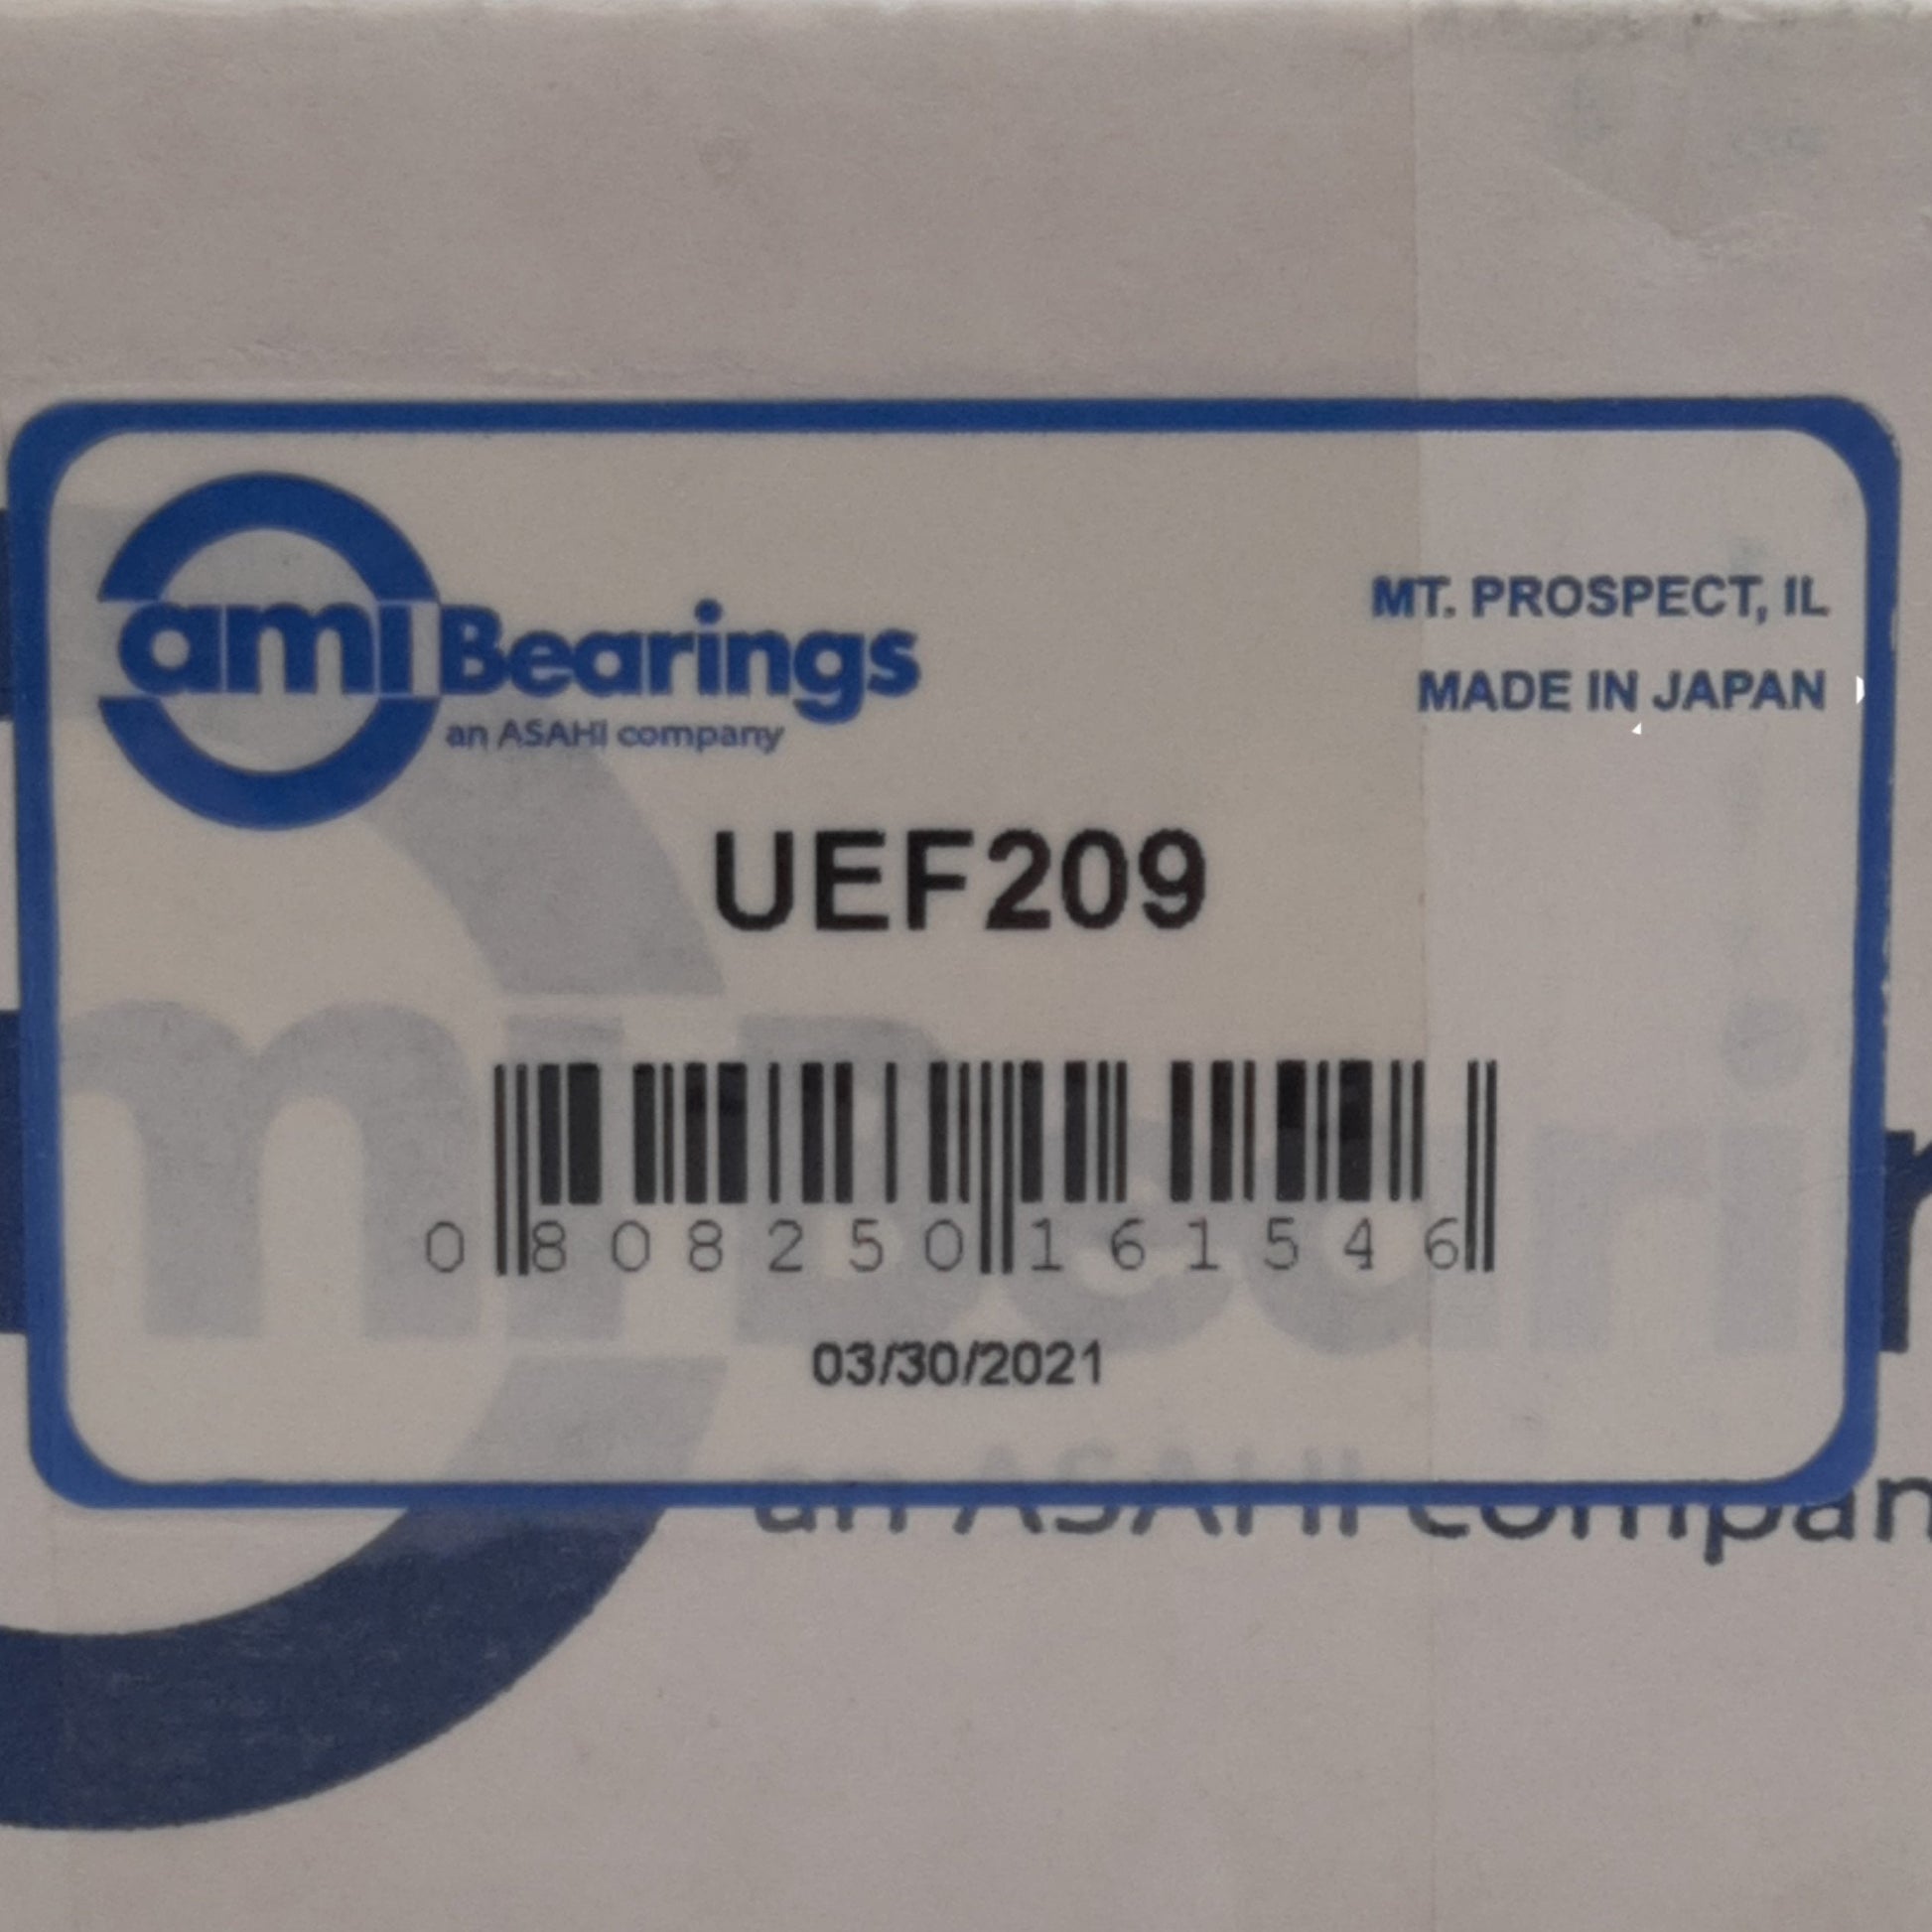 ami Bearings
an ASAHI company
MT. PROSPECT, IL
MADE IN JAPAN
UEF209
0 808250 161546
03/30/2021
an ASAHI compan